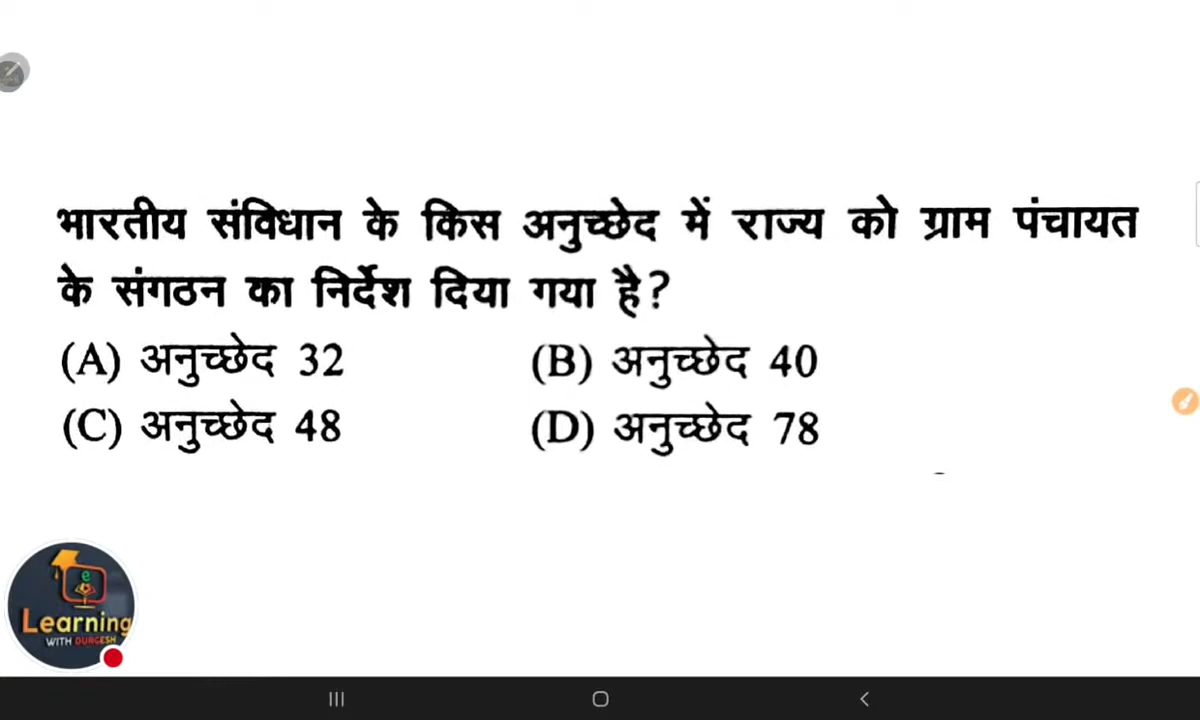 भारतीय संविधान के किस अनुच्छेद में राज्य को ग्राम पंचायत
के संगठन का निर्देश दिया गया है?
(A) अनुच्छेद 32 (B) अनुच्छेद 40
(C) अनुच्छेद 48 (D) अनुच्छेद 78
e
Learning
WITH DURGESH